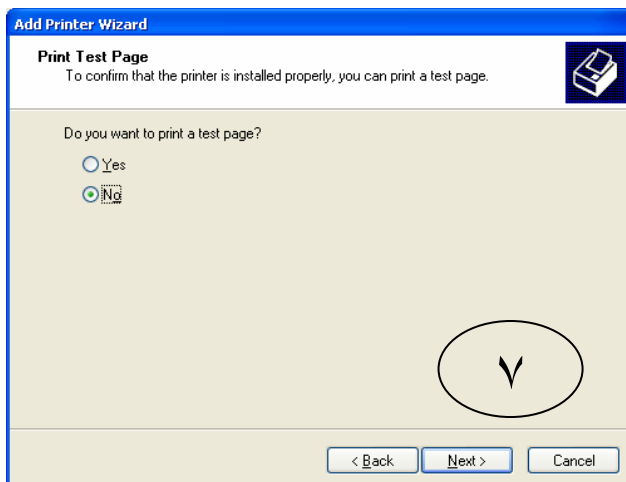 Add Printer Wizard
Print Test Page
To confirm that the printer is installed properly, you can print a test page.
Do you want to print a test page?
Yes
No
٧
< Back Next > Cancel